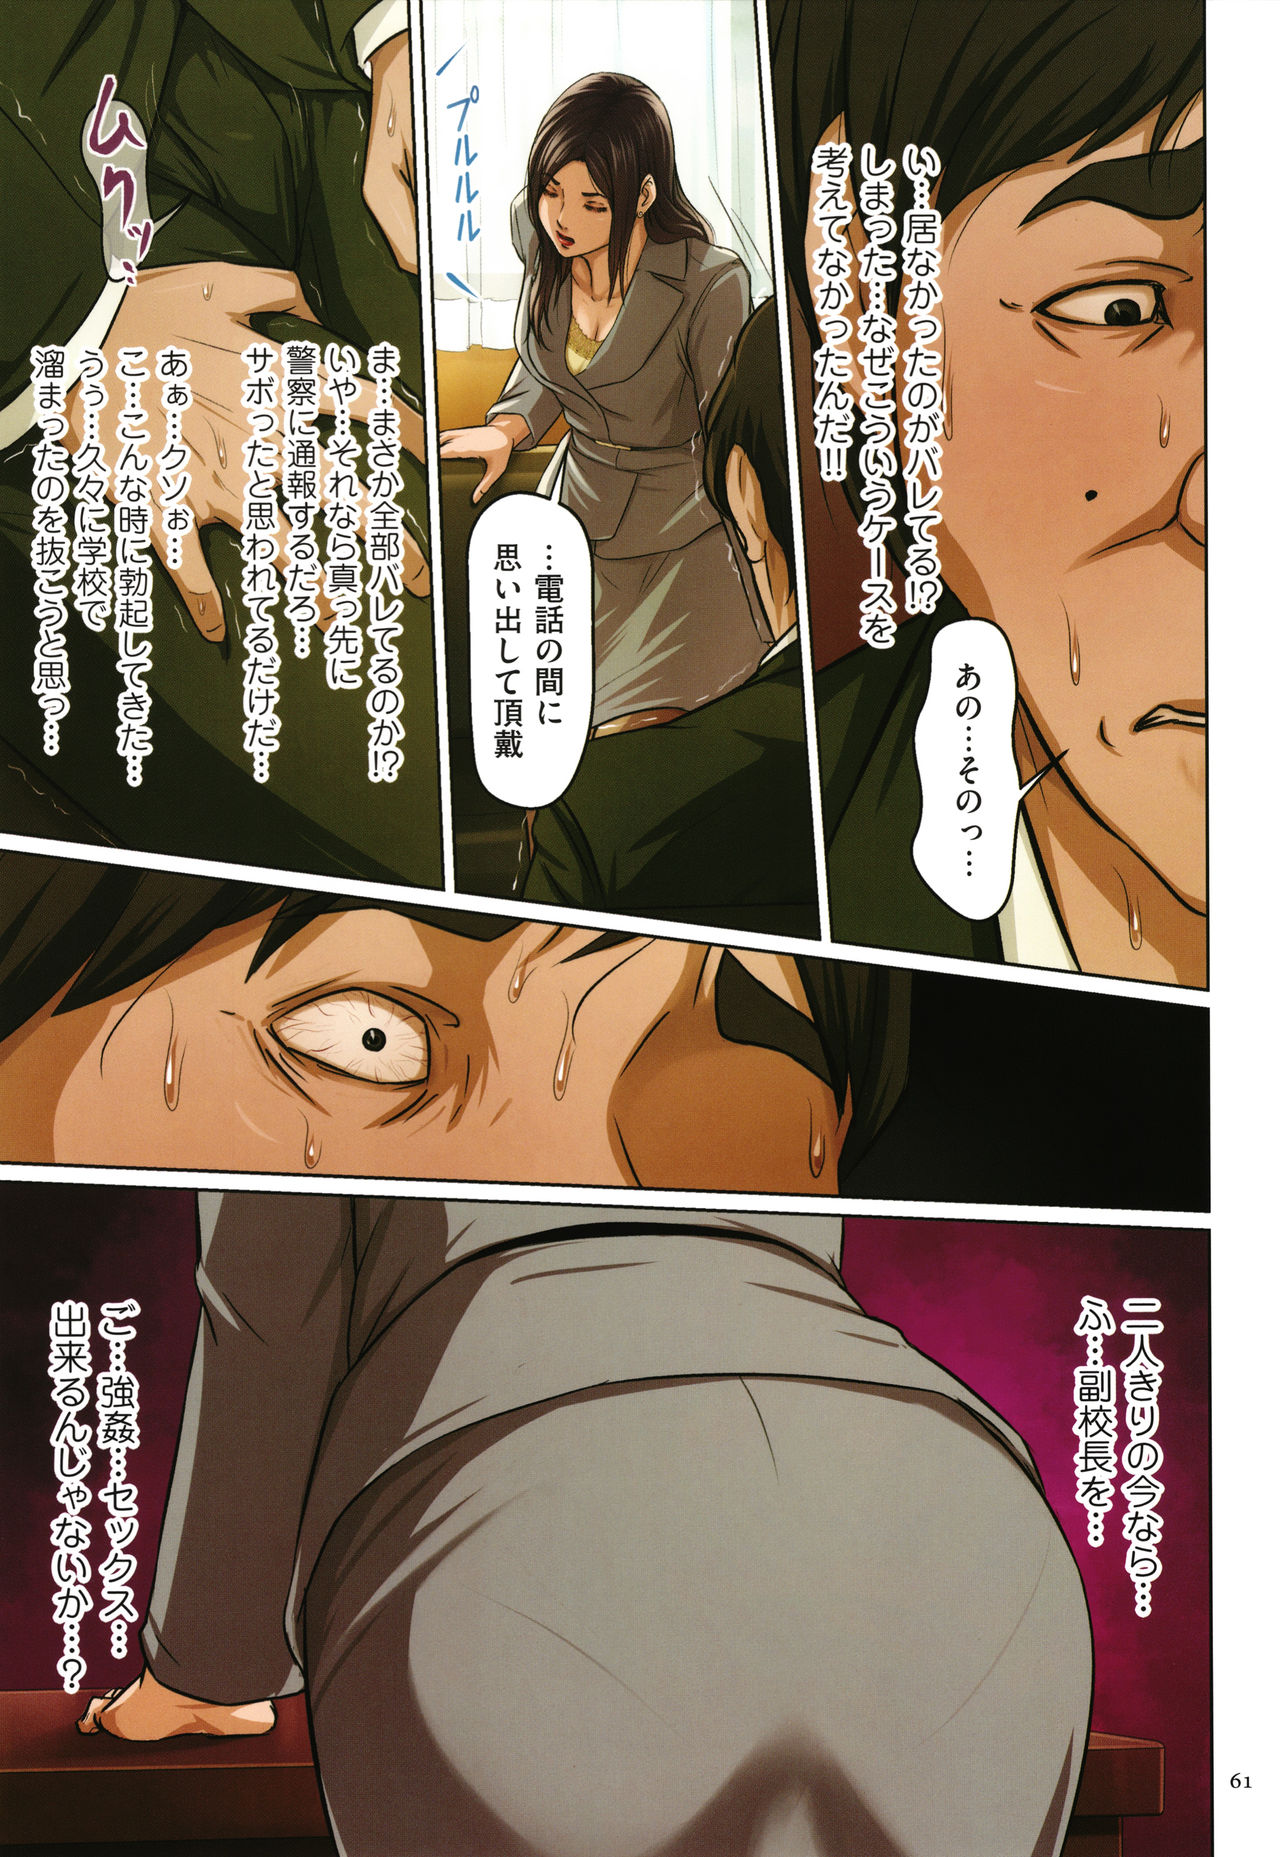 い…居なかったのがバレてる!?
しまった…なぜこういうケースを
考えてなかったんだ!!
あの…そのっ…
プルルルル
…電話の間に
思い出して頂戴
ま…まさか全部バレてるのか!?
いや…それなら真っ先に
警察に通報するだろ…
サボったと思われてるだけだ…
ムクッ…
あぁ…クソぉ…
こ…こんな時に勃起してきた…
うぅ…久々に学校で
溜まったのを抜こうと思っ…
二人きりの今なら…
ふ…副校長を…
ご…強姦…セックス…
出来るんじゃないか…?
61